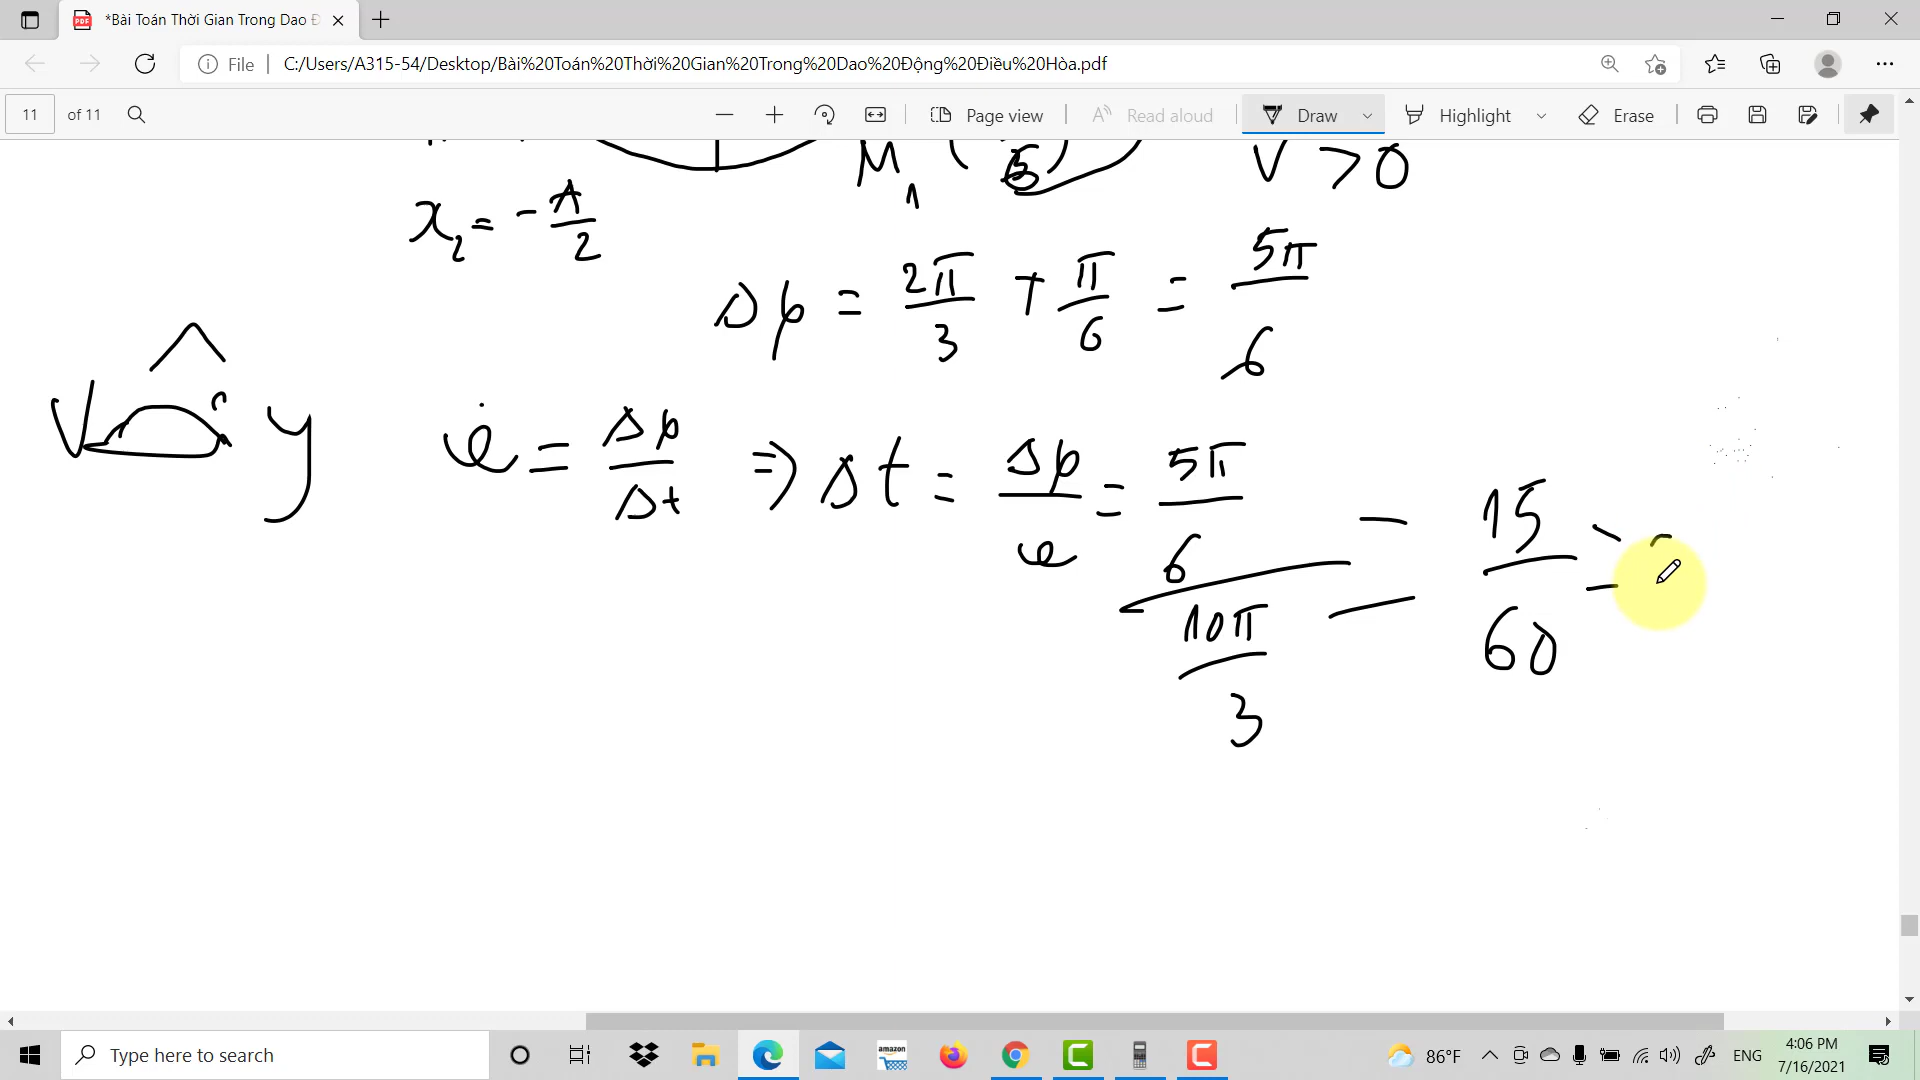 *Bài Toán Thời Gian Trong Dao Đ
File
C:/Users/A315-54/Desktop/Bài%20Toán%20Thời%20Gian%20Trong%20Dao%20Động%20Điều%20Hòa.pdf
11 of 11
Page view
Read aloud
Draw
Highlight
Erase
M₁
V > 0
x₂ = -A/2
Δφ = 2π/3 + π/6 = 5π/6
Vậy
= Δφ/Δt ⇒ Δt = Δφ/ω = (5π/6)/(10π/3) = 15/60 =
Type here to search
amazon
86°F
ENG
4:06 PM
7/16/2021